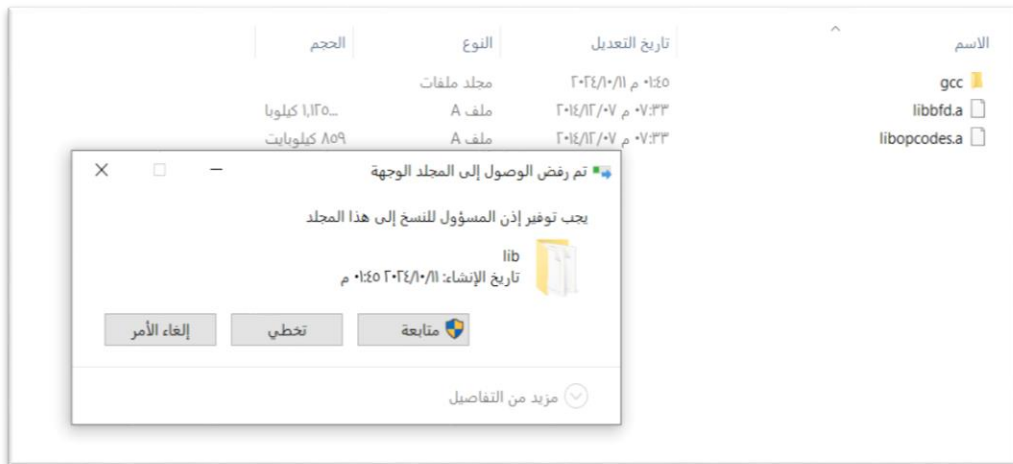 الاسم تاريخ التعديل النوع الحجم
gcc ٠١:٤٥ م ٢٠٢٤/١٠/١١ مجلد ملفات
libbfd.a ٠٧:٣٣ م ٢٠١٤/١٢/٠٧ ملف A ١,١٢٥ كيلوبا...
libopcodes.a ٠٧:٣٣ م ٢٠١٤/١٢/٠٧ ملف A ٨٥٩ كيلوبايت
تم رفض الوصول إلى المجلد الوجهة
يجب توفير إذن المسؤول للنسخ إلى هذا المجلد
lib
تاريخ الإنشاء: ٢٠٢٤/١٠/١١ ٠١:٤٥ م
متابعة تخطي إلغاء الأمر
مزيد من التفاصيل